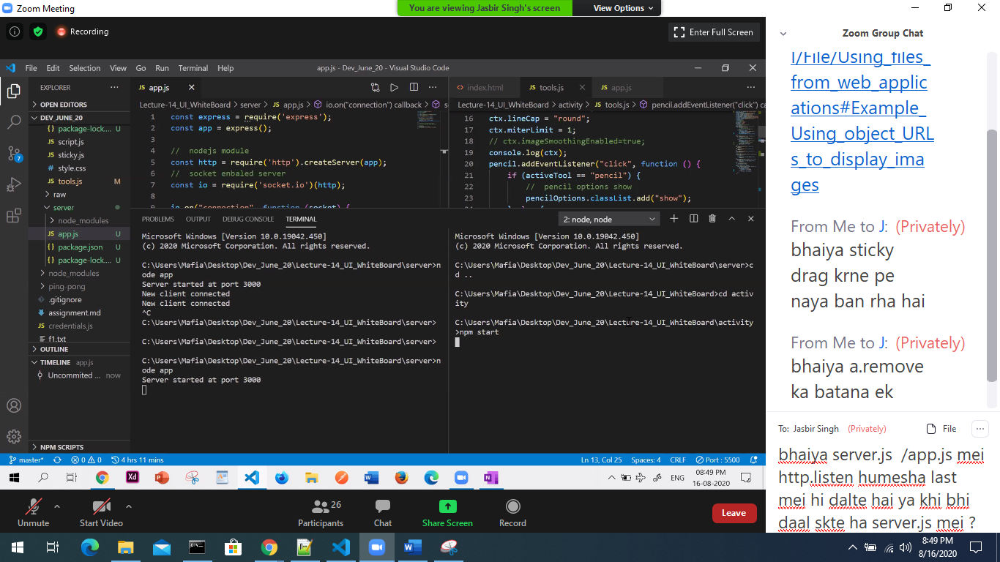 Zoom Meeting
You are viewing Jasbir Singh's screen
View Options
Recording
Enter Full Screen
File Edit Selection View Go Run Terminal Help
app.js - Dev_June_20 - Visual Studio Code
EXPLORER
OPEN EDITORS
DEV_JUNE_20
package-lock... U
script.js
sticky.js
style.css
tools.js M
raw
server
node_modules
app.js U
package.json U
package-lock... U
node_modules
ping-pong
.gitignore
assignment.md
credentials.js
f1.txt
OUTLINE
TIMELINE app.js
Uncommited ... now
NPM SCRIPTS
app.js
Lecture-14_UI_WhiteBoard > server > app.js > io.on("connection") callback > s
1 const express = require('express');
2 const app = express();
3
4 // nodejs module
5 const http = require('http').createServer(app);
6 // socket enbaled server
7 const io = require('socket.io')(http);
8
io.on("connection", function (socket) {
index.html tools.js app.js
Lecture-14_UI_WhiteBoard > activity > tools.js > pencil.addEventListener("click") ca
16 ctx.lineCap = "round";
17 ctx.miterLimit = 1;
18 // ctx.imageSmoothingEnabled=true;
19 console.log(ctx);
20 pencil.addEventListener("click", function () {
21 if (activeTool == "pencil") {
22 // pencil options show
23 pencilOptions.classList.add("show");
PROBLEMS OUTPUT DEBUG CONSOLE TERMINAL
2: node, node
Microsoft Windows [Version 10.0.19042.450]
(c) 2020 Microsoft Corporation. All rights reserved.
C:\Users\Mafia\Desktop\Dev_June_20\Lecture-14_UI_WhiteBoard\server>n
ode app
Server started at port 3000
New client connected
New client connected
^C
C:\Users\Mafia\Desktop\Dev_June_20\Lecture-14_UI_WhiteBoard\server>
C:\Users\Mafia\Desktop\Dev_June_20\Lecture-14_UI_WhiteBoard\server>
C:\Users\Mafia\Desktop\Dev_June_20\Lecture-14_UI_WhiteBoard\server>n
ode app
Server started at port 3000
Microsoft Windows [Version 10.0.19042.450]
(c) 2020 Microsoft Corporation. All rights reserved.
C:\Users\Mafia\Desktop\Dev_June_20\Lecture-14_UI_WhiteBoard\server>c
d ..
C:\Users\Mafia\Desktop\Dev_June_20\Lecture-14_UI_WhiteBoard>cd activ
ity
C:\Users\Mafia\Desktop\Dev_June_20\Lecture-14_UI_WhiteBoard\activity
>npm start
master* 0 0 4 hrs 11 mins
Ln 13, Col 25 Spaces: 4 CRLF Port : 5500
ENG
08:49 PM
16-08-2020
Unmute
Start Video
26
Participants
Chat
Share Screen
Record
Leave
Zoom Group Chat
I/File/Using_files_
from_web_applic
ations#Example_
Using_object_URL
s_to_display_ima
ges
From Me to J: (Privately)
bhaiya sticky
drag krne pe
naya ban rha hai
From Me to J: (Privately)
bhaiya a.remove
ka batana ek
To: Jasbir Singh (Privately)
File
bhaiya server.js /app.js mei
http.listen humesha last
mei hi dalte hai ya khi bhi
daal skte ha server.js mei ?
8:49 PM
8/16/2020